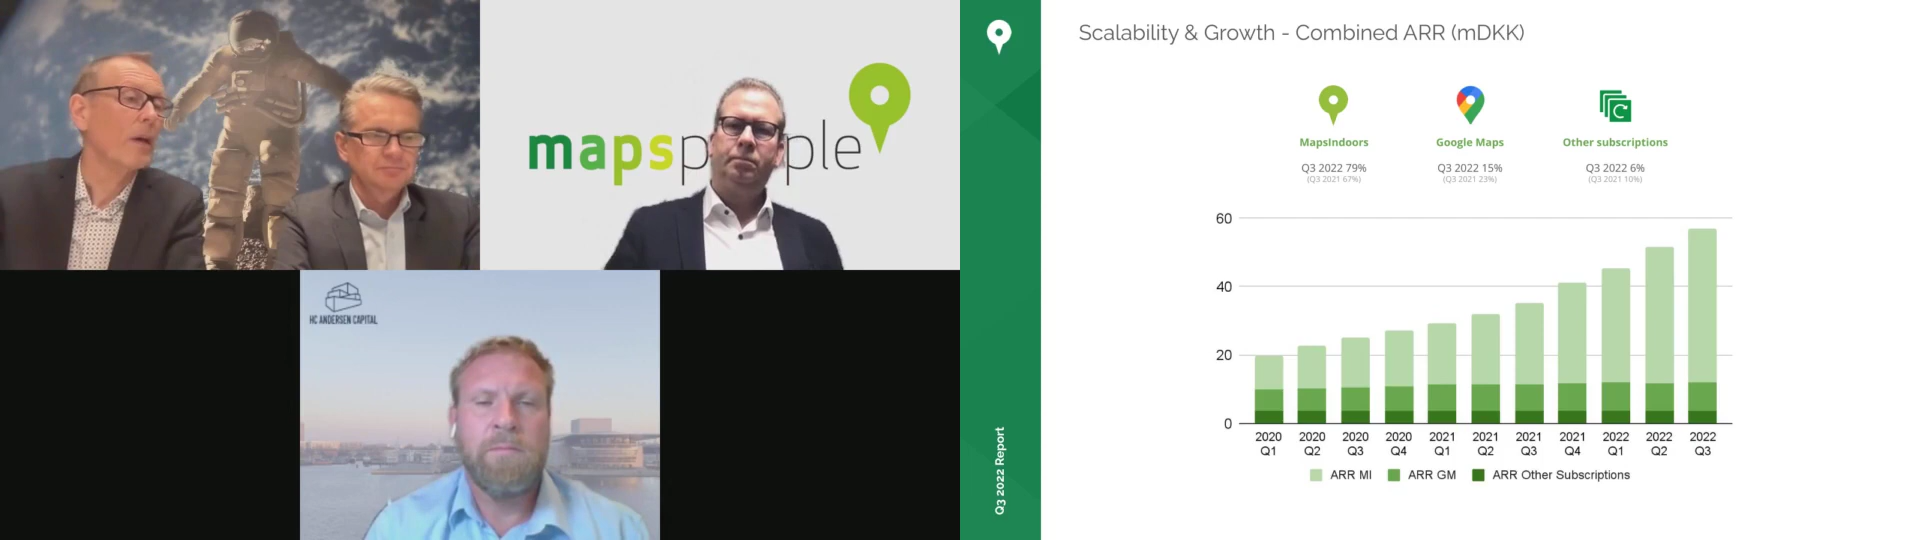 mapspeople
HC ANDERSEN CAPITAL
Q3 2022 Report
Scalability & Growth - Combined ARR (mDKK)
MapsIndoors
Google Maps
Other subscriptions
Q3 2022 79%
Q3 2022 15%
Q3 2022 6%
(Q3 2021 67%)
(Q3 2021 23%)
(Q3 2021 10%)
60
40
20
0
2020 2020 2020 2020 2021 2021 2021 2021 2022 2022 2022
Q1 Q2 Q3 Q4 Q1 Q2 Q3 Q4 Q1 Q2 Q3
ARR MI ARR GM ARR Other Subscriptions